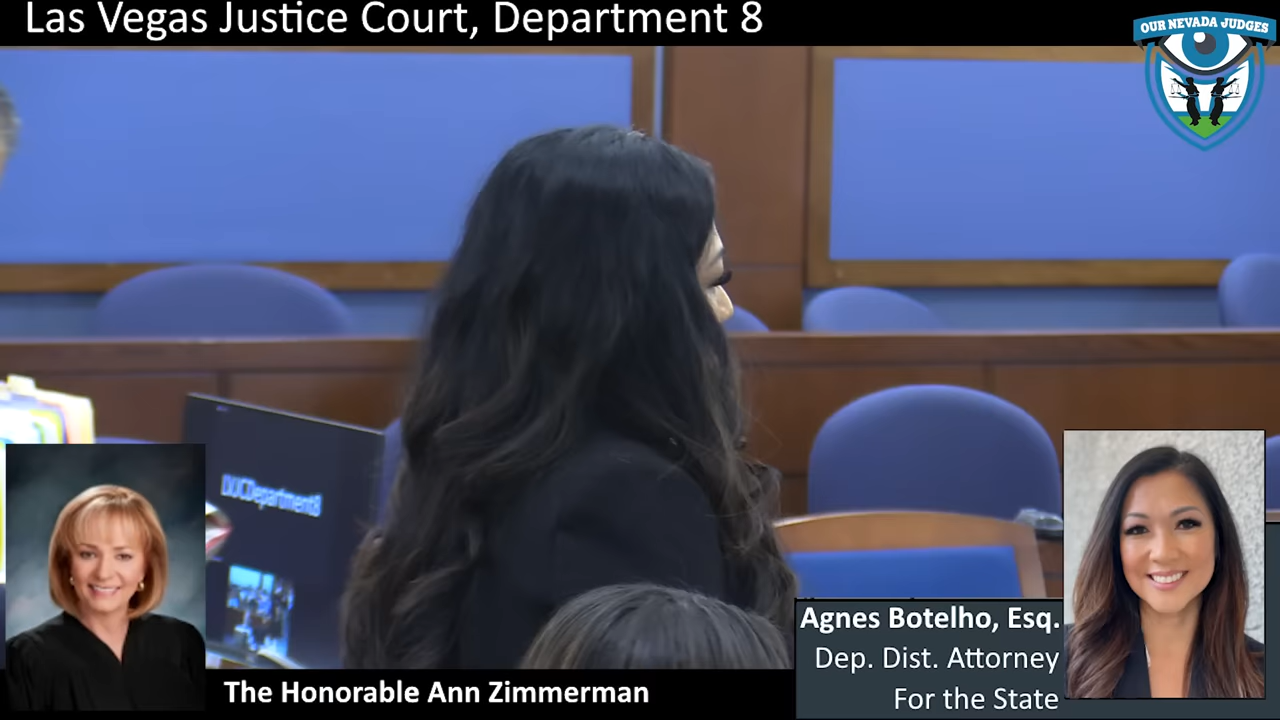 Las Vegas Justice Court, Department 8
OUR NEVADA JUDGES
LVJCDepartment8
Agnes Botelho, Esq.
Dep. Dist. Attorney
For the State
The Honorable Ann Zimmerman